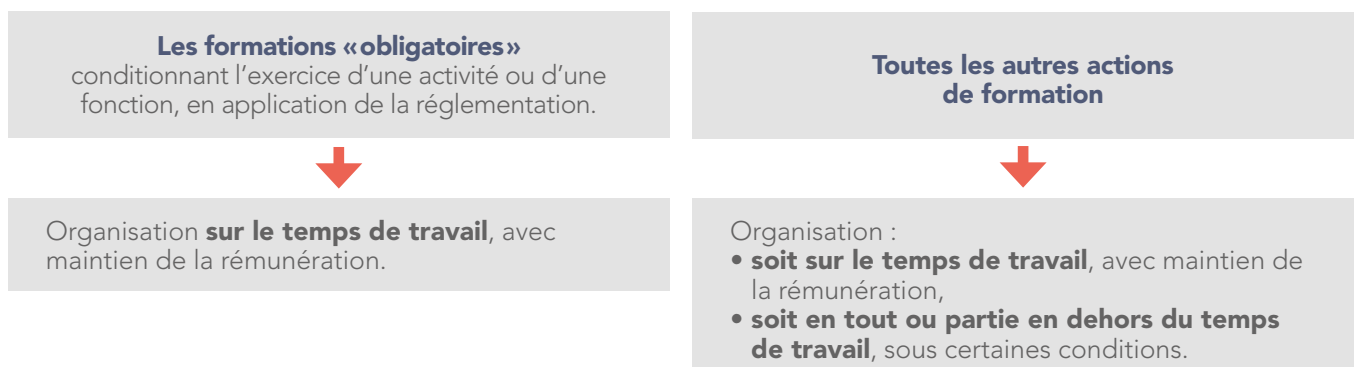 Les formations «obligatoires»
conditionnant l'exercice d'une activité ou d'une
fonction, en application de la réglementation.
Organisation sur le temps de travail, avec
maintien de la rémunération.
Toutes les autres actions
de formation
Organisation :
• soit sur le temps de travail, avec maintien de
la rémunération,
• soit en tout ou partie en dehors du temps
de travail, sous certaines conditions.